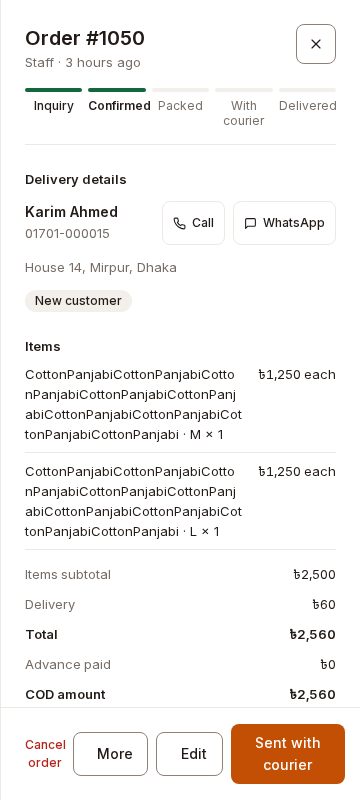 Order #1050
Staff · 3 hours ago
Inquiry
Confirmed
Packed
With
courier
Delivered
Delivery details
Karim Ahmed
01701-000015
Call
WhatsApp
House 14, Mirpur, Dhaka
New customer
Items
CottonPanjabiCottonPanjabiCotto
nPanjabiCottonPanjabiCottonPanj
abiCottonPanjabiCottonPanjabiCot
tonPanjabiCottonPanjabi · M × 1
৳1,250 each
CottonPanjabiCottonPanjabiCotto
nPanjabiCottonPanjabiCottonPanj
abiCottonPanjabiCottonPanjabiCot
tonPanjabiCottonPanjabi · L × 1
৳1,250 each
Items subtotal ৳2,500
Delivery ৳60
Total ৳2,560
Advance paid ৳0
COD amount ৳2,560
Cancel
order
More
Edit
Sent with
courier